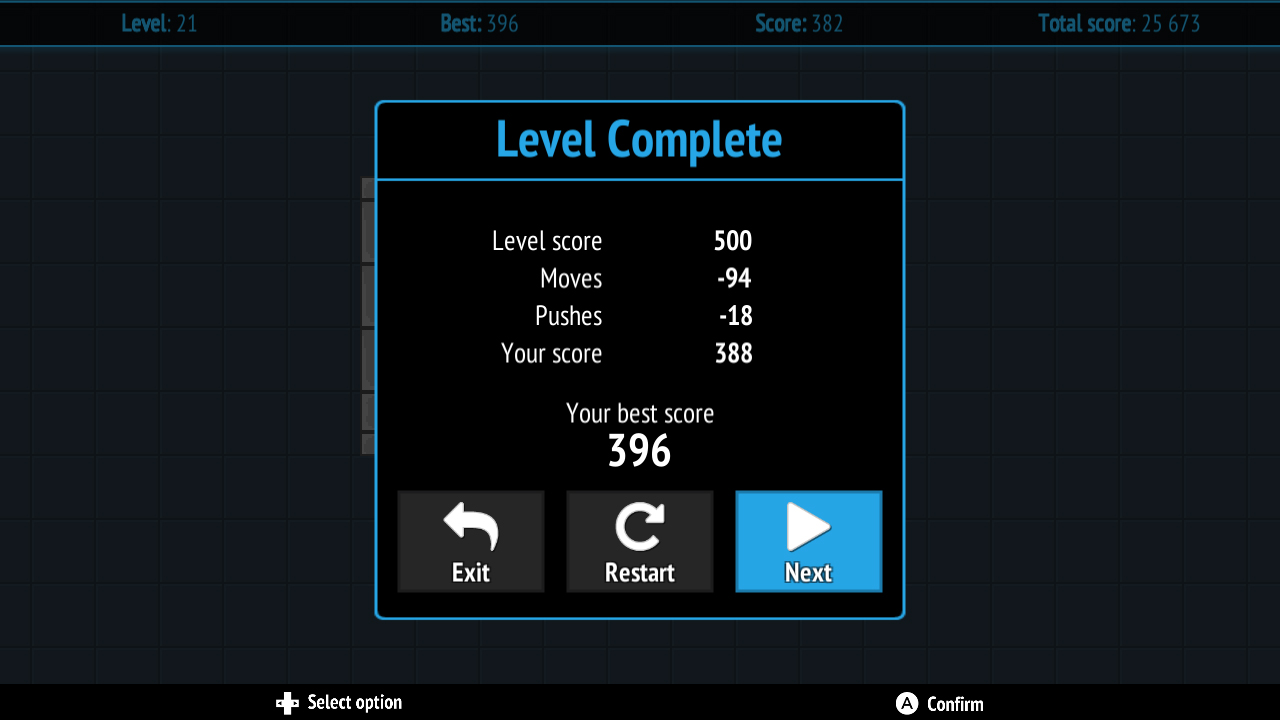 Level: 21 Best: 396 Score: 382 Total score: 25 673
Level Complete
Level score 500
Moves -94
Pushes -18
Your score 388
Your best score
396
Exit Restart Next
Select option A Confirm